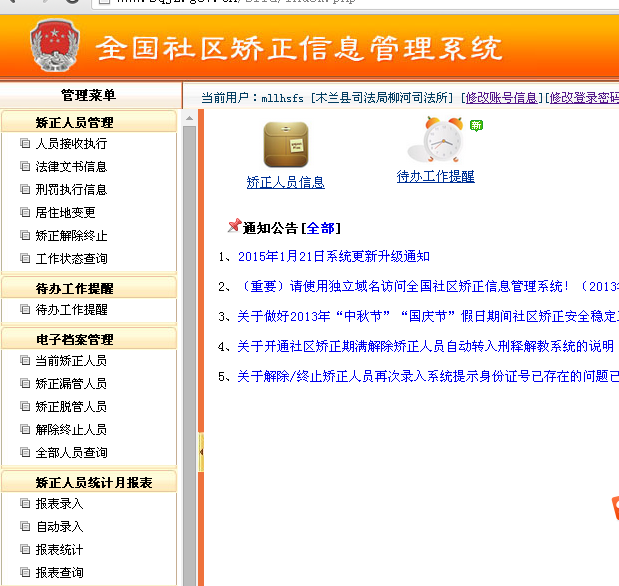 全国社区矫正信息管理系统
管理菜单
当前用户：mllhsfs [木兰县司法局柳河司法所] [修改账号信息][修改登录密码
矫正人员管理
人员接收执行
法律文书信息
刑罚执行信息
居住地变更
矫正解除终止
工作状态查询
待办工作提醒
待办工作提醒
电子档案管理
当前矫正人员
矫正漏管人员
矫正脱管人员
解除终止人员
全部人员查询
矫正人员统计月报表
报表录入
自动录入
报表统计
报表查询
矫正人员信息
待办工作提醒
新
通知公告[全部]
1、2015年1月21日系统更新升级通知
2、（重要）请使用独立域名访问全国社区矫正信息管理系统！（2013
3、关于做好2013年“中秋节”“国庆节”假日期间社区矫正安全稳定
4、关于开通社区矫正期满解除矫正人员自动转入刑释解教系统的说明
5、关于解除/终止矫正人员再次录入系统提示身份证号已存在的问题已